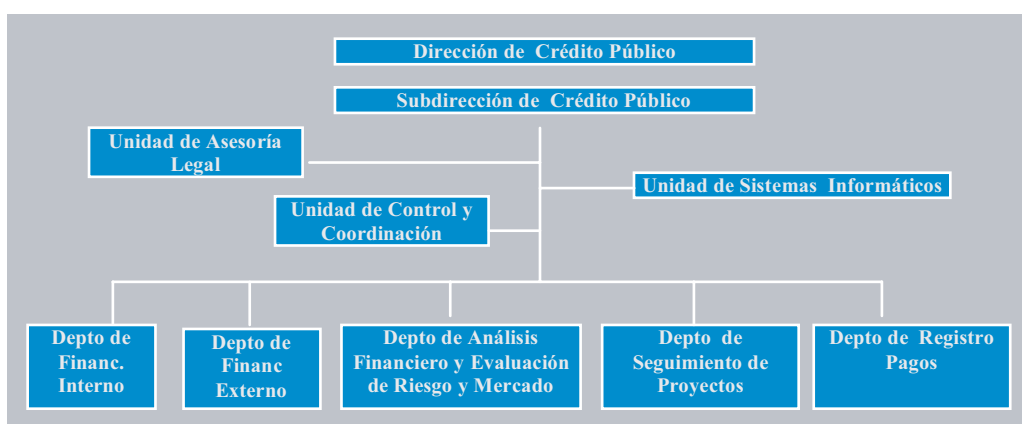 Dirección de Crédito Público
Subdirección de Crédito Público
Unidad de Asesoría
Legal
Unidad de Sistemas Informáticos
Unidad de Control y
Coordinación
Depto de
Financ.
Interno
Depto de
Financ
Externo
Depto de Análisis
Financiero y Evaluación
de Riesgo y Mercado
Depto de
Seguimiento de
Proyectos
Depto de Registro
Pagos